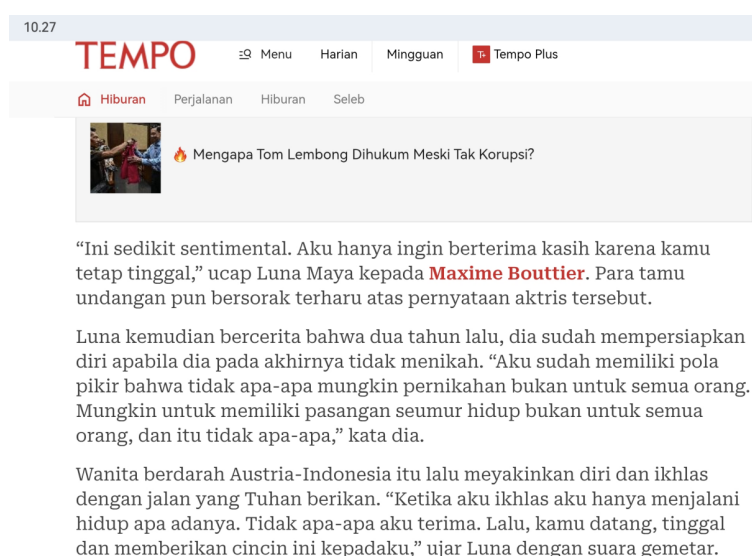 10.27
TEMPO Menu Harian Mingguan T+ Tempo Plus
Hiburan Perjalanan Hiburan Seleb
🔥 Mengapa Tom Lembong Dihukum Meski Tak Korupsi?
“Ini sedikit sentimental. Aku hanya ingin berterima kasih karena kamu
tetap tinggal,” ucap Luna Maya kepada Maxime Bouttier. Para tamu
undangan pun bersorak terharu atas pernyataan aktris tersebut.
Luna kemudian bercerita bahwa dua tahun lalu, dia sudah mempersiapkan
diri apabila dia pada akhirnya tidak menikah. “Aku sudah memiliki pola
pikir bahwa tidak apa-apa mungkin pernikahan bukan untuk semua orang.
Mungkin untuk memiliki pasangan seumur hidup bukan untuk semua
orang, dan itu tidak apa-apa,” kata dia.
Wanita berdarah Austria-Indonesia itu lalu meyakinkan diri dan ikhlas
dengan jalan yang Tuhan berikan. “Ketika aku ikhlas aku hanya menjalani
hidup apa adanya. Tidak apa-apa aku terima. Lalu, kamu datang, tinggal
dan memberikan cincin ini kepadaku,” ujar Luna dengan suara gemetar.